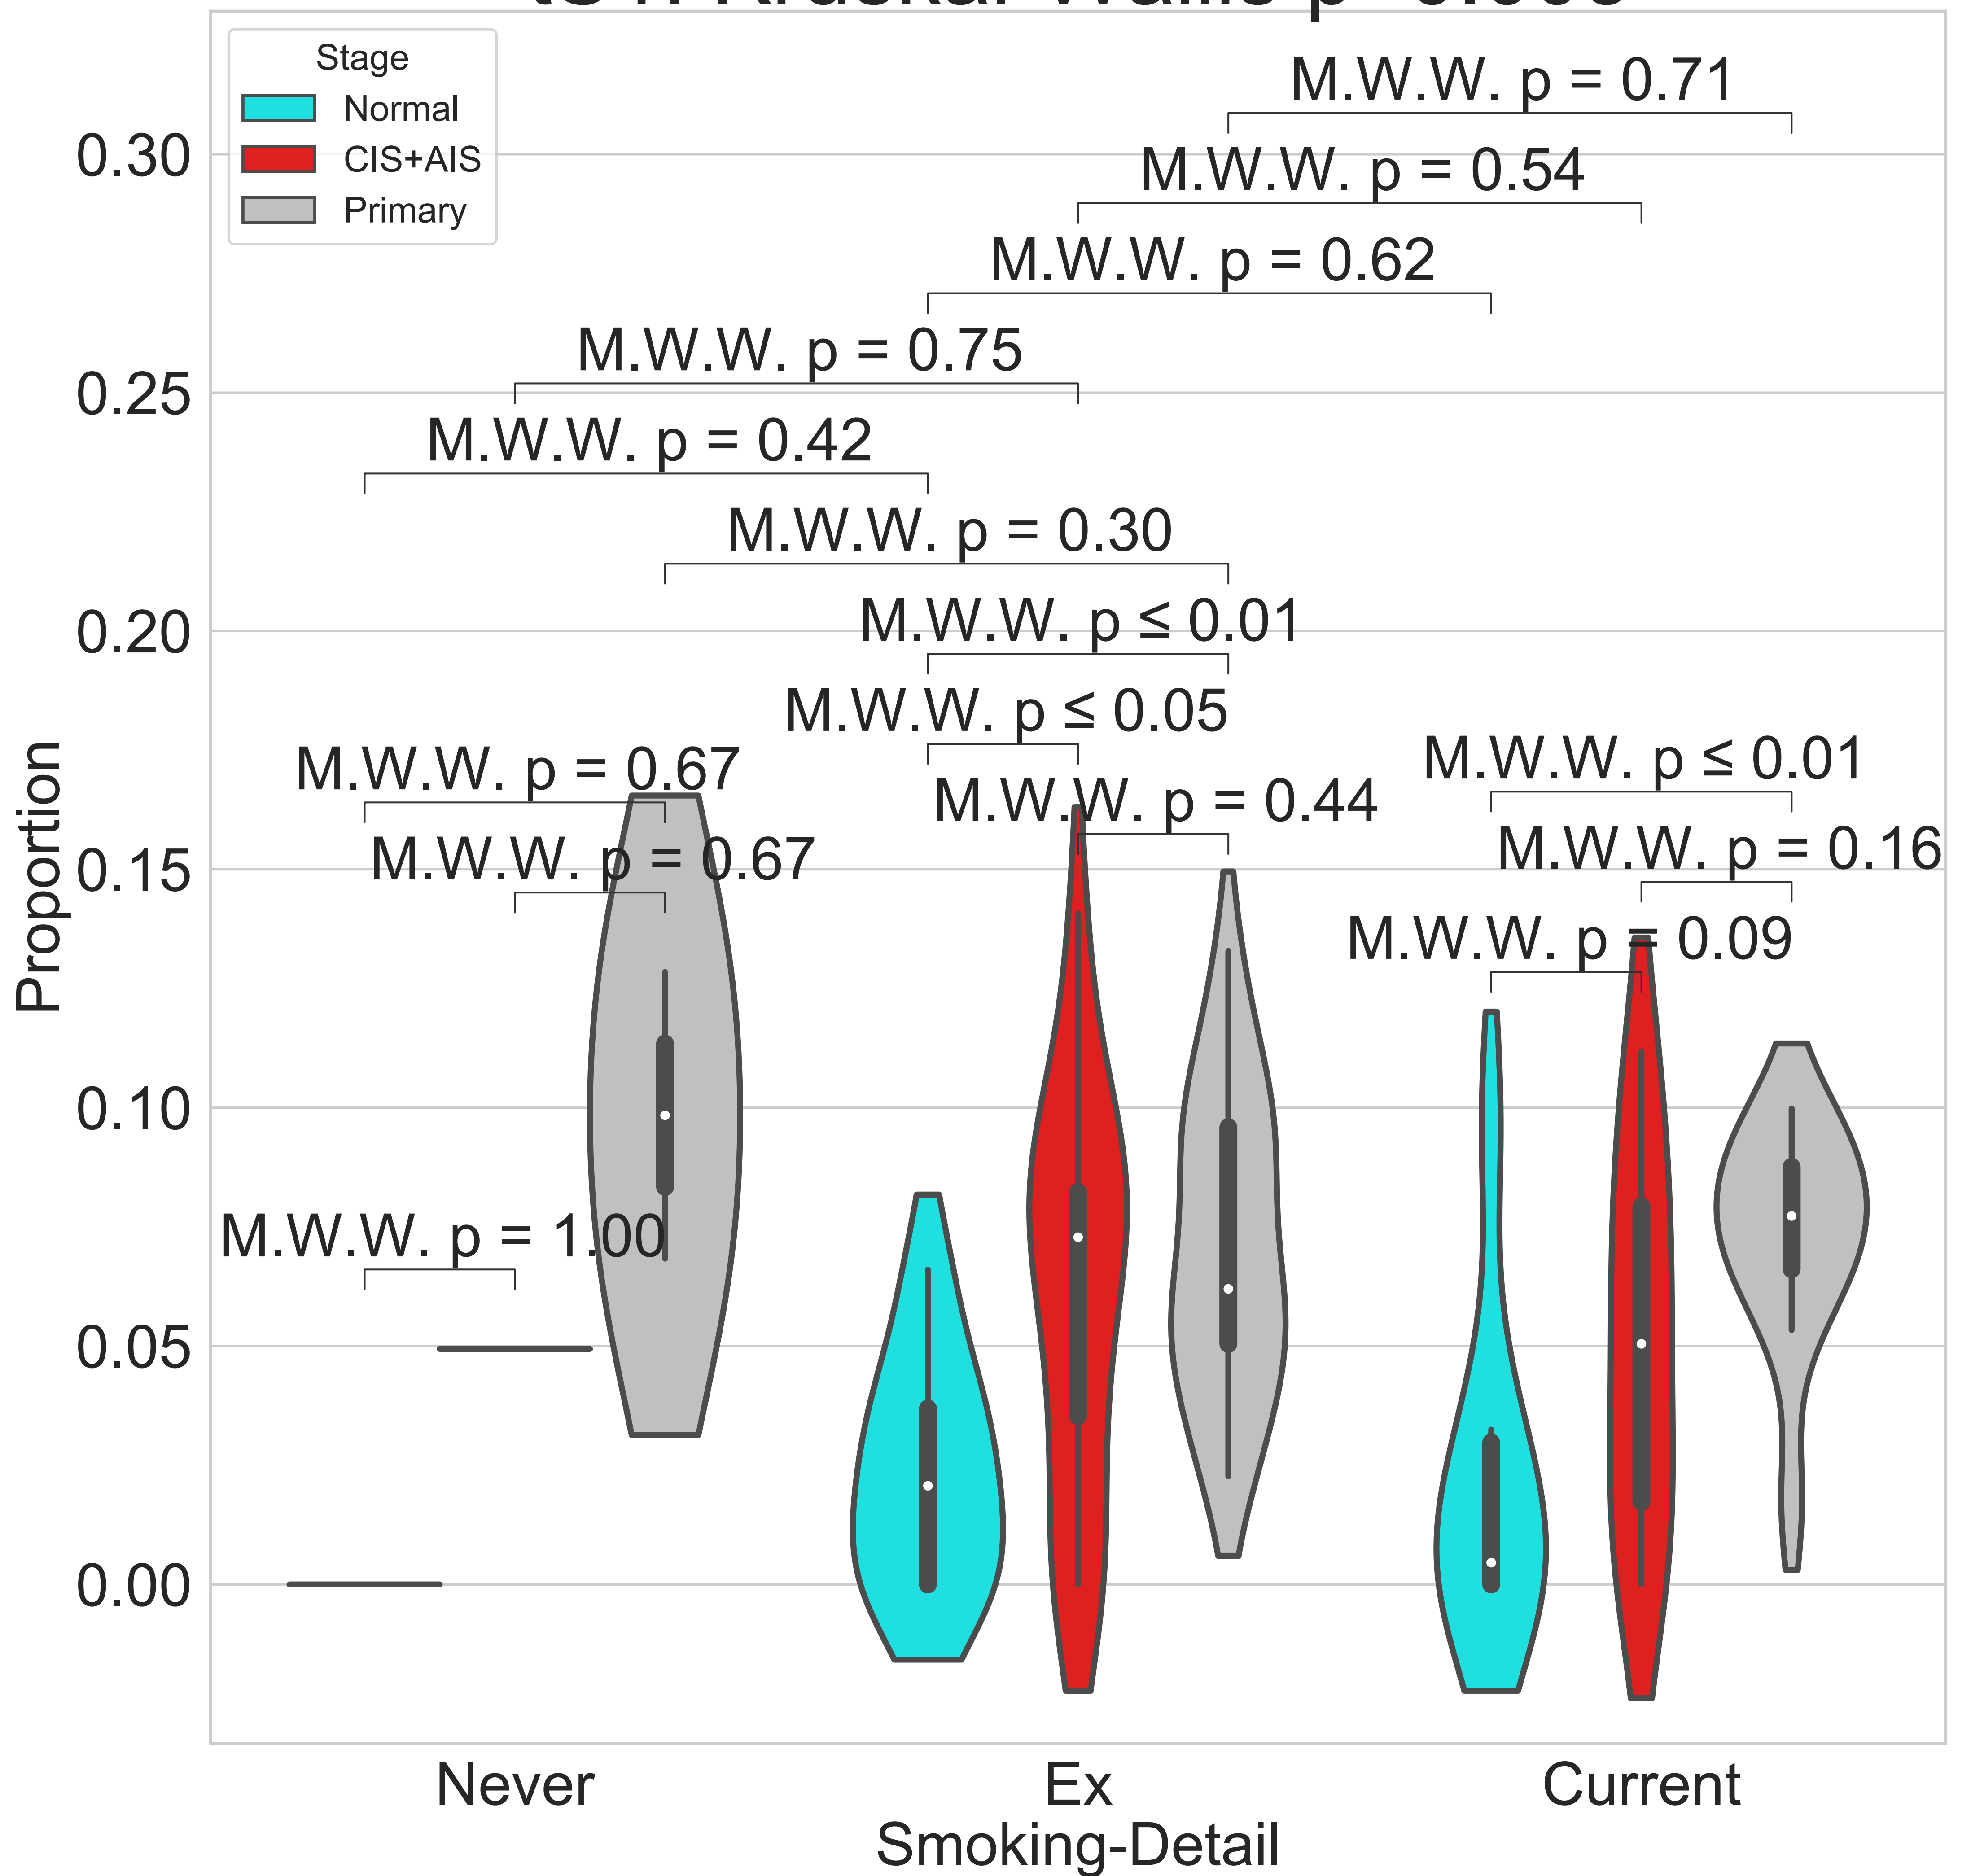 Stage
Normal
CIS+AIS
Primary
M.W.W. p = 0.71
M.W.W. p = 0.54
M.W.W. p = 0.62
M.W.W. p = 0.75
M.W.W. p = 0.42
M.W.W. p = 0.30
M.W.W. p ≤ 0.01
M.W.W. p ≤ 0.05
M.W.W. p = 0.67
M.W.W. p ≤ 0.01
M.W.W. p = 0.44
M.W.W. p = 0.67
M.W.W. p = 0.16
M.W.W. p = 0.09
M.W.W. p = 1.00
0.30
0.25
0.20
0.15
0.10
0.05
0.00
Proportion
Never
Ex
Current
Smoking-Detail